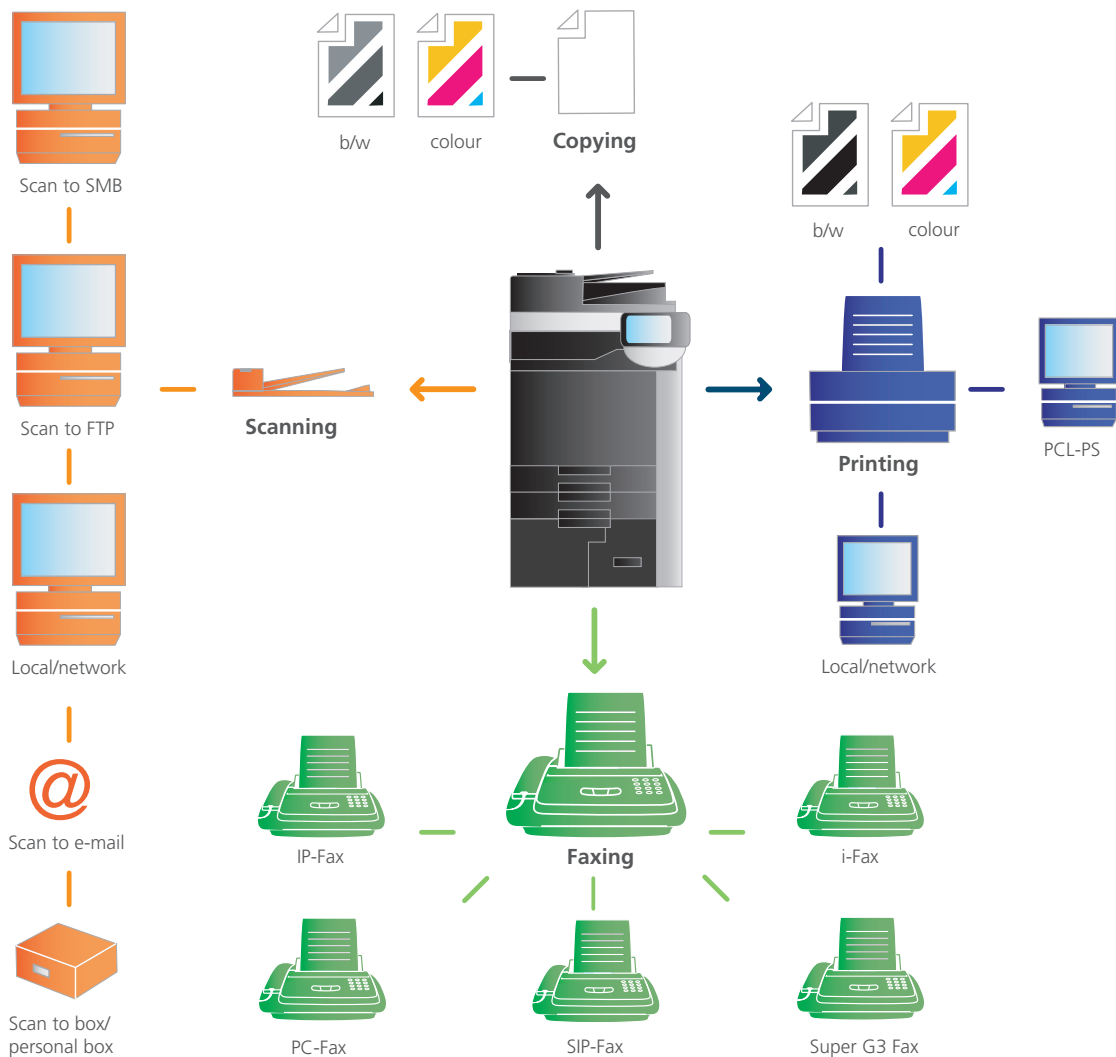 b/w
colour
Copying
Scan to SMB
b/w
colour
Scan to FTP
Scanning
Printing
PCL-PS
Local/network
Local/network
@
Scan to e-mail
IP-Fax
Faxing
i-Fax
Scan to box/
personal box
PC-Fax
SIP-Fax
Super G3 Fax